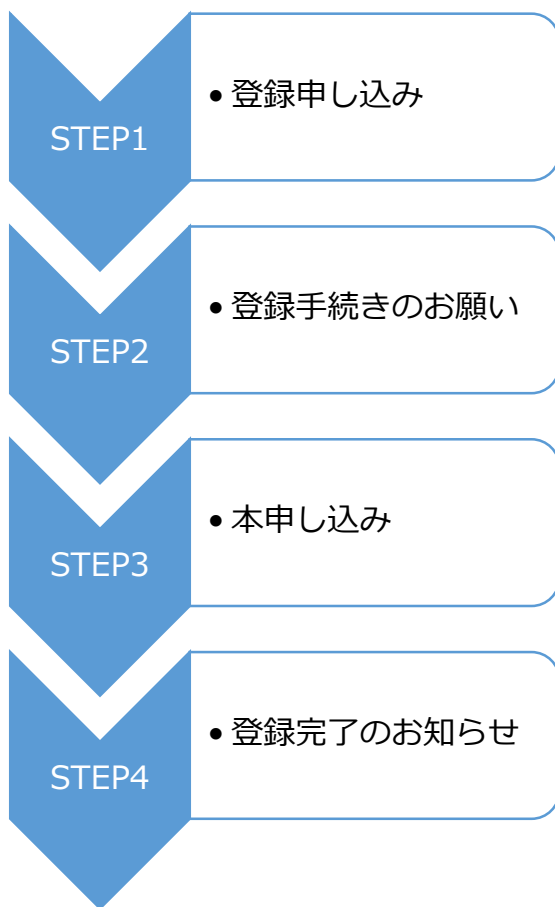 STEP1
• 登録申し込み
STEP2
• 登録手続きのお願い
STEP3
• 本申し込み
STEP4
• 登録完了のお知らせ